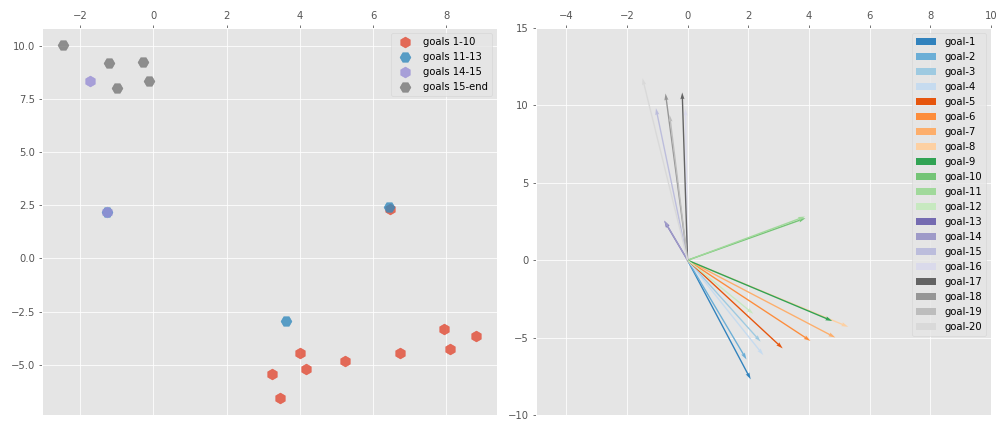 −2 0 2 4 6 8
10.0
7.5
5.0
2.5
0.0
−2.5
−5.0
goals 1-10
goals 11-13
goals 14-15
goals 15-end
−4 −2 0 2 4 6 8 10
15
10
5
0
−5
−10
goal-1
goal-2
goal-3
goal-4
goal-5
goal-6
goal-7
goal-8
goal-9
goal-10
goal-11
goal-12
goal-13
goal-14
goal-15
goal-16
goal-17
goal-18
goal-19
goal-20